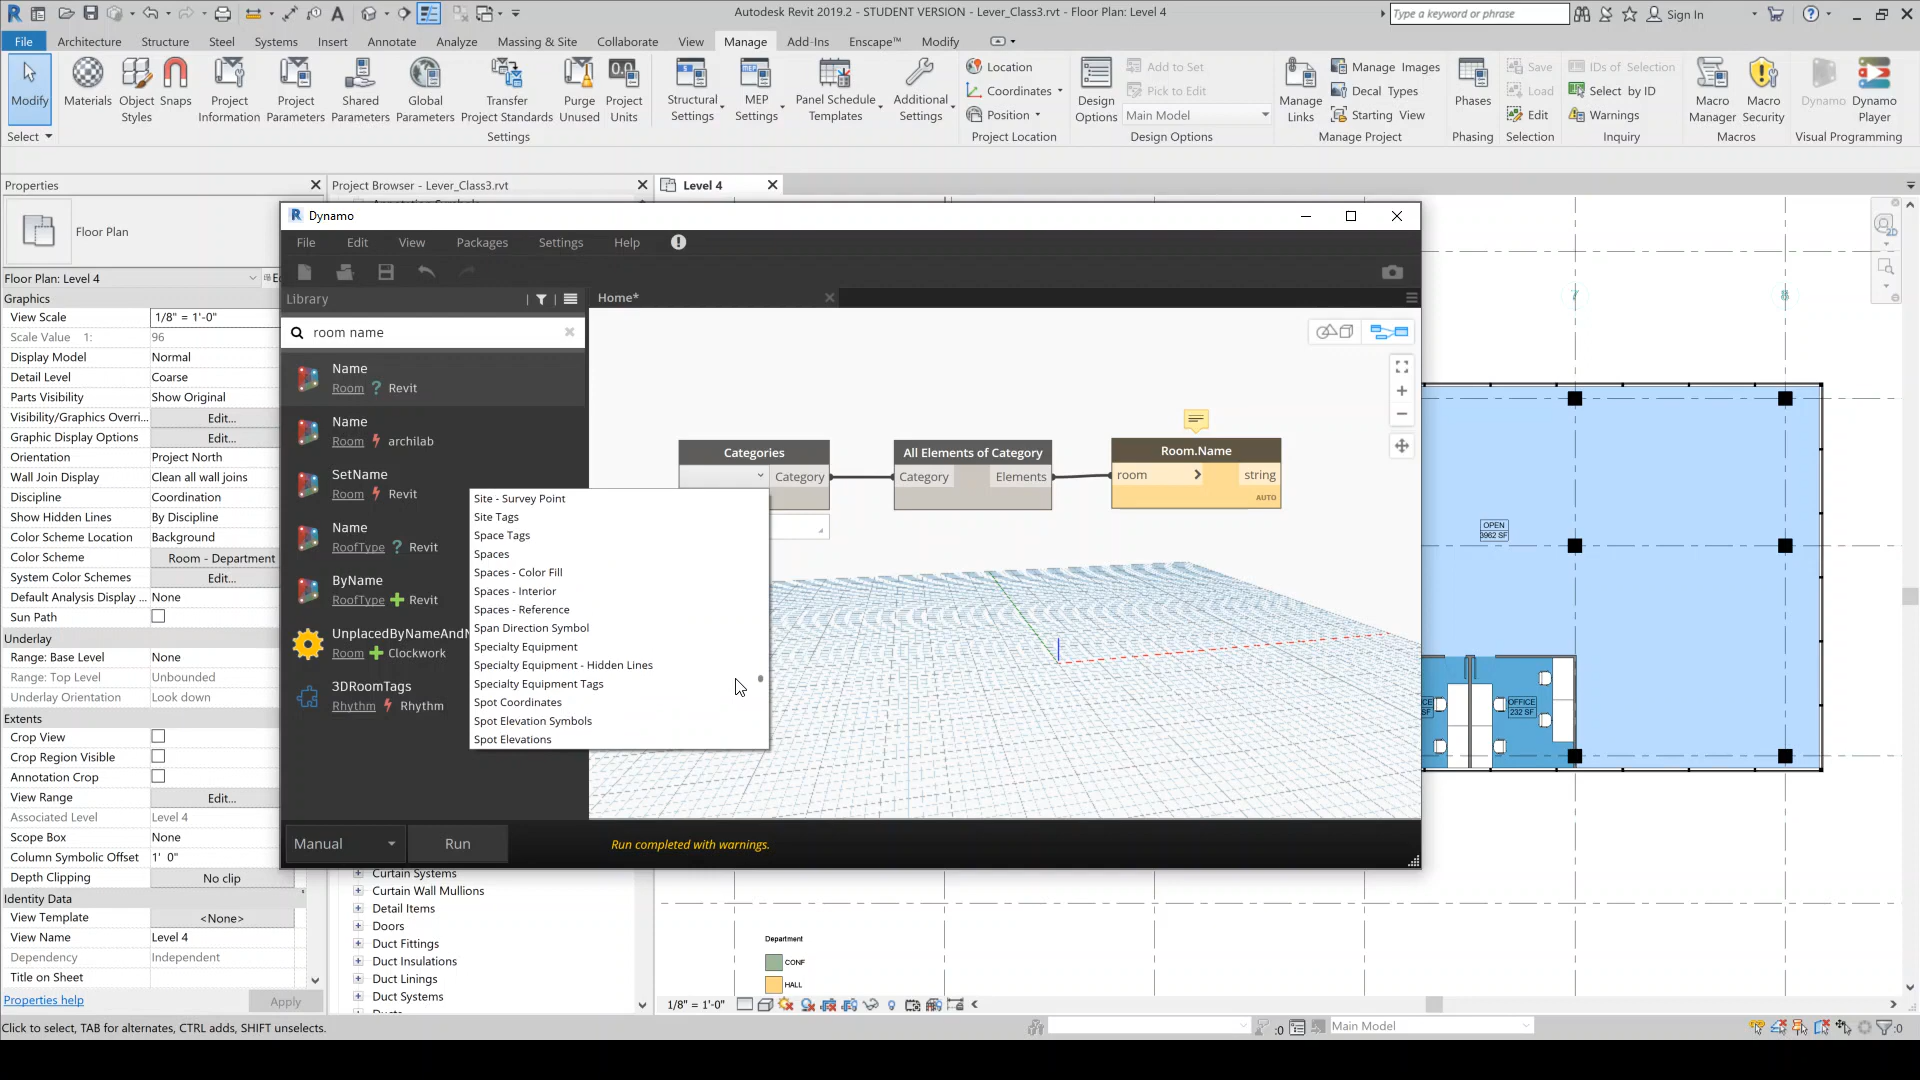 Autodesk Revit 2019.2 - STUDENT VERSION - Lever_Class3.rvt - Floor Plan: Level 4
Type a keyword or phrase
Sign In
File Architecture Structure Steel Systems Insert Annotate Analyze Massing & Site Collaborate View Manage Add-Ins Enscape™ Modify
Modify
Materials
Object Styles
Snaps
Project Information
Project Parameters
Shared Parameters
Global Parameters
Transfer Project Standards
Purge Unused
Project Units
Structural Settings
MEP Settings
Panel Schedule Templates
Additional Settings
Location
Coordinates
Position
Design Options
Add to Set
Pick to Edit
Main Model
Manage Links
Manage Images
Decal Types
Starting View
Phases
Save
Load
Edit
IDs of Selection
Select by ID
Warnings
Macro Manager
Macro Security
Dynamo
Dynamo Player
Select
Settings
Project Location
Design Options
Manage Project
Phasing
Selection
Inquiry
Macros
Visual Programming
Properties
Project Browser - Lever_Class3.rvt
Level 4
Floor Plan
Floor Plan: Level 4
Graphics
View Scale 1/8" = 1'-0"
Scale Value 1: 96
Display Model Normal
Detail Level Coarse
Parts Visibility Show Original
Visibility/Graphics Overri... Edit...
Graphic Display Options Edit...
Orientation Project North
Wall Join Display Clean all wall joins
Discipline Coordination
Show Hidden Lines By Discipline
Color Scheme Location Background
Color Scheme Room - Department
System Color Schemes Edit...
Default Analysis Display ... None
Sun Path
Underlay
Range: Base Level None
Range: Top Level Unbounded
Underlay Orientation Look down
Extents
Crop View
Crop Region Visible
Annotation Crop
View Range Edit...
Associated Level Level 4
Scope Box None
Column Symbolic Offset 1' 0"
Depth Clipping No clip
Identity Data
View Template <None>
View Name Level 4
Dependency Independent
Title on Sheet
Properties help Apply
Dynamo
File Edit View Packages Settings Help
Library
Home*
room name
Name
Room ? Revit
Name
Room archilab
SetName
Room Revit
Name
RoofType ? Revit
ByName
RoofType Revit
UnplacedByNameAndN
Room Clockwork
3DRoomTags
Rhythm Rhythm
Categories
Category
All Elements of Category
Category Elements
Room.Name
room > string
AUTO
Site - Survey Point
Site Tags
Space Tags
Spaces
Spaces - Color Fill
Spaces - Interior
Spaces - Reference
Span Direction Symbol
Specialty Equipment
Specialty Equipment - Hidden Lines
Specialty Equipment Tags
Spot Coordinates
Spot Elevation Symbols
Spot Elevations
Manual Run Run completed with warnings.
Curtain Systems
Curtain Wall Mullions
Detail Items
Doors
Duct Fittings
Duct Insulations
Duct Linings
Duct Systems
7 8
OPEN
3962 SF
OFFICE
232 SF
Department
CONF
HALL
1/8" = 1'-0"
Click to select, TAB for alternates, CTRL adds, SHIFT unselects.
:0
Main Model
:0